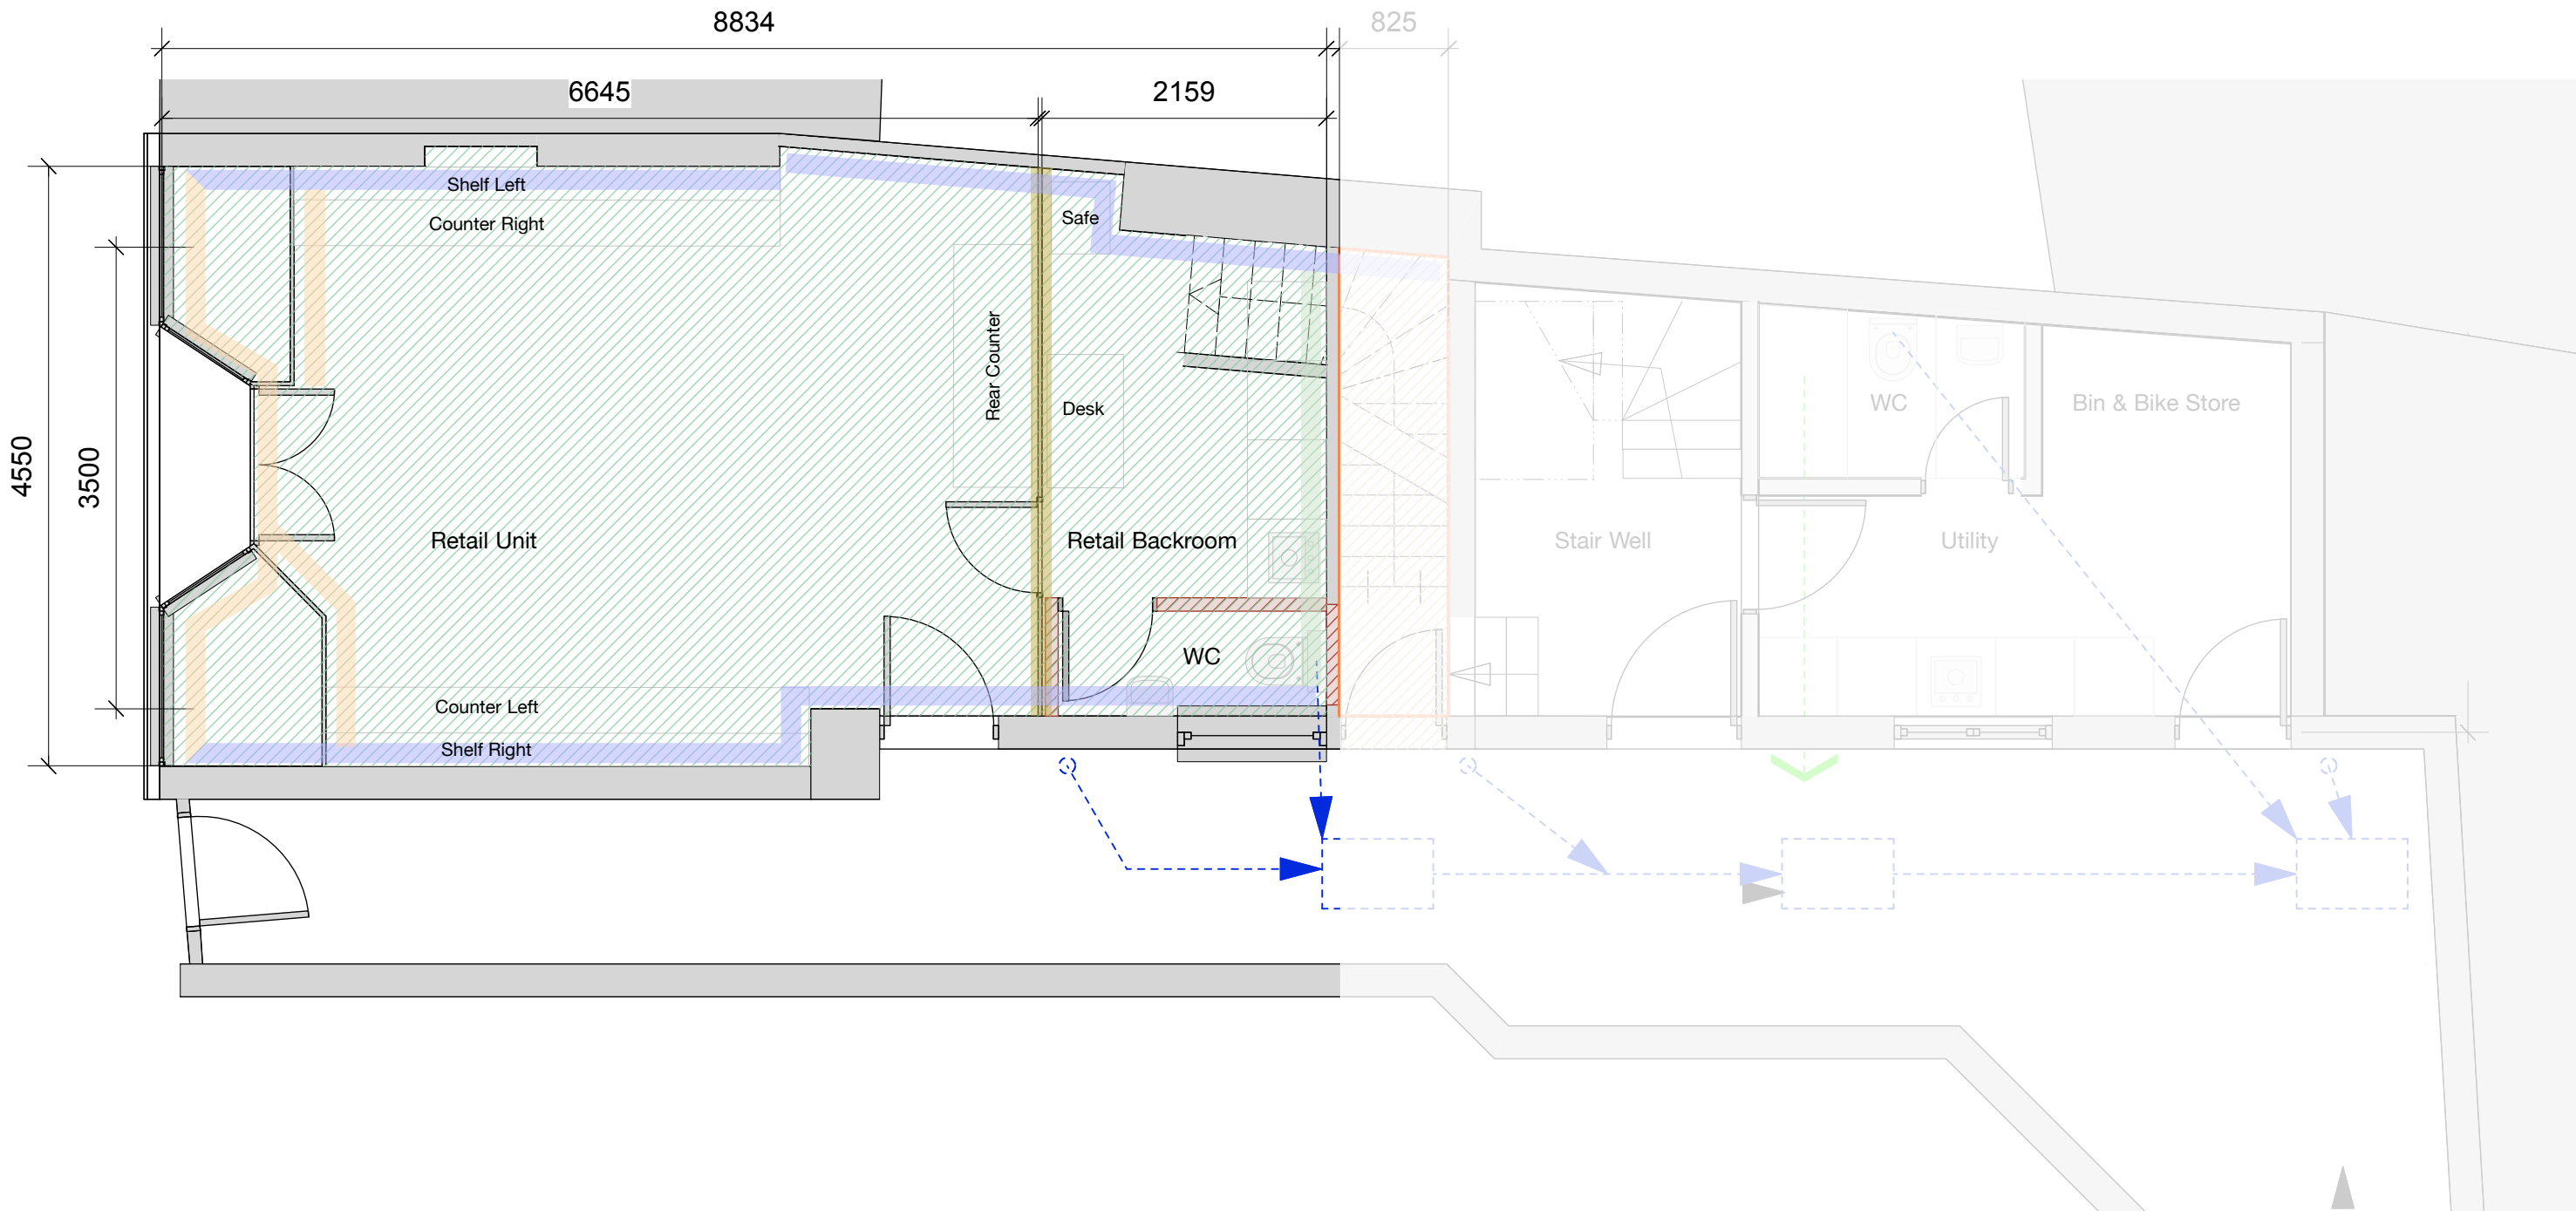 8834
825
6645
2159
4550
3500
Shelf Left
Counter Right
Safe
Rear Counter
Desk
WC
Bin & Bike Store
Retail Unit
Retail Backroom
Stair Well
Utility
WC
Counter Left
Shelf Right